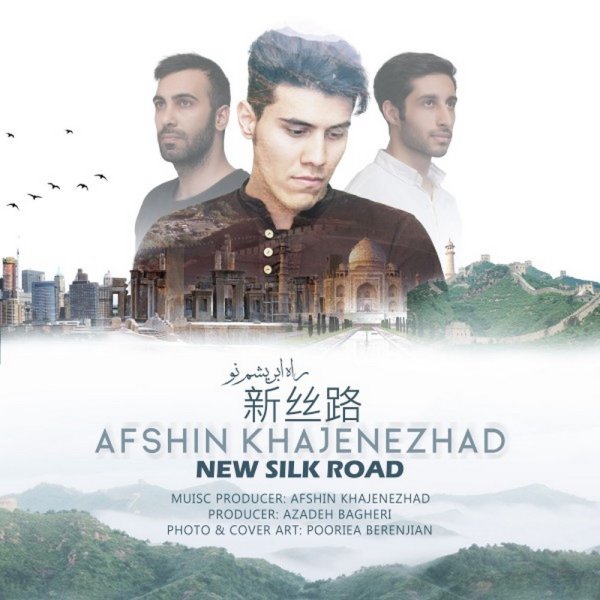 راه ابریشم نو
新丝路
AFSHIN KHAJENEZHAD
NEW SILK ROAD
MUISC PRODUCER: AFSHIN KHAJENEZHAD
PRODUCER: AZADEH BAGHERI
PHOTO & COVER ART: POORIEA BERENJIAN